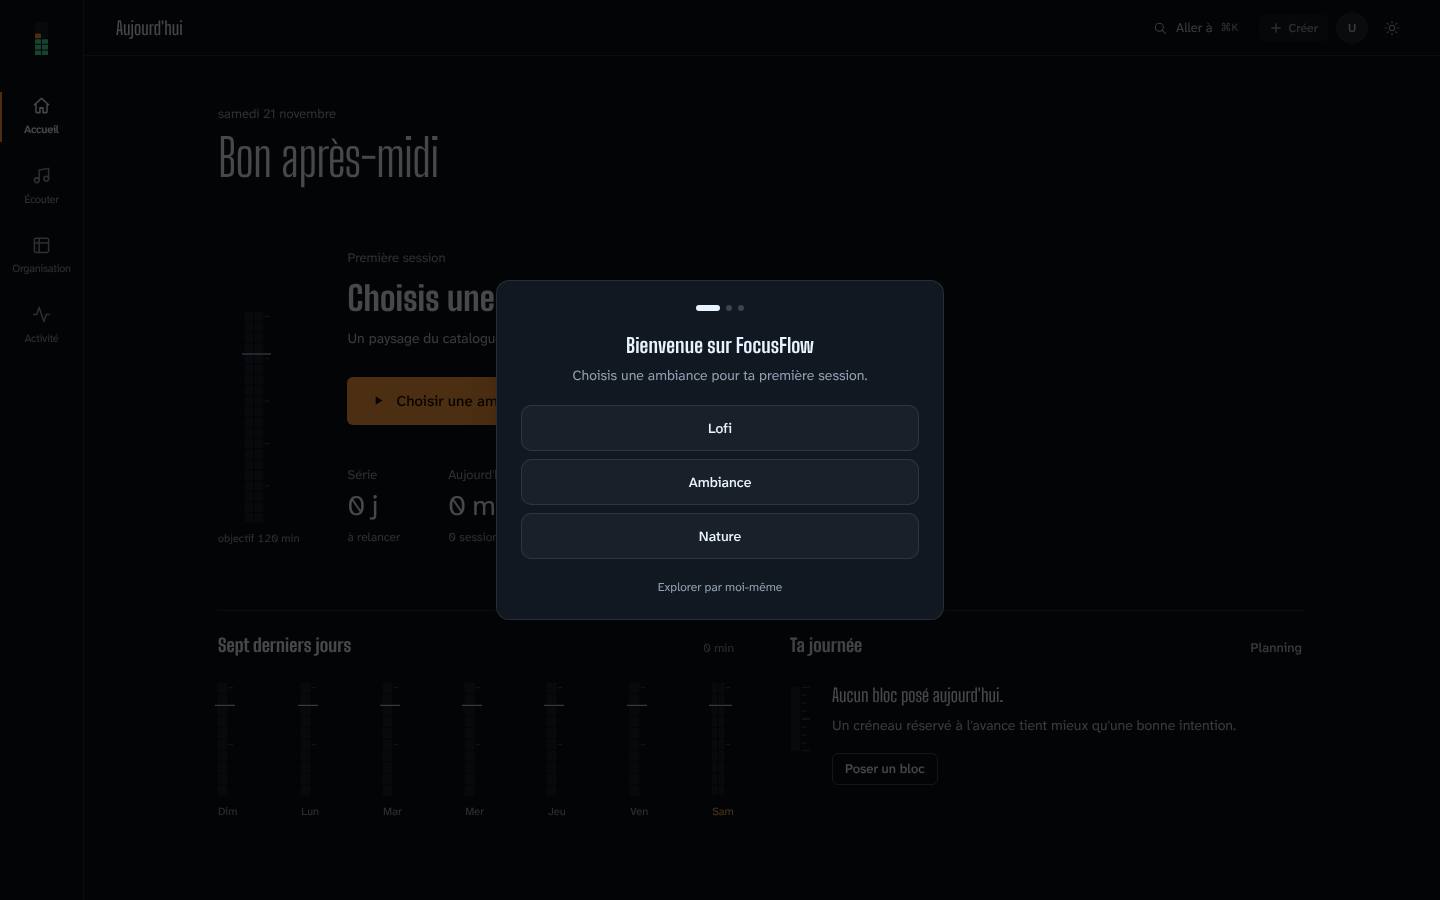 Aujourd'hui
Aller à ⌘K
Créer
U
Accueil
Écouter
Organisation
Activité
samedi 21 novembre
Bon après-midi
Première session
Choisis une
Un paysage du catalogu
Choisir une am
Série
0 j
à relancer
Aujourd'
0 m
0 session
objectif 120 min
Bienvenue sur FocusFlow
Choisis une ambiance pour ta première session.
Lofi
Ambiance
Nature
Explorer par moi-même
Sept derniers jours
0 min
Dim Lun Mar Mer Jeu Ven Sam
Ta journée
Planning
Aucun bloc posé aujourd'hui.
Un créneau réservé à l'avance tient mieux qu'une bonne intention.
Poser un bloc